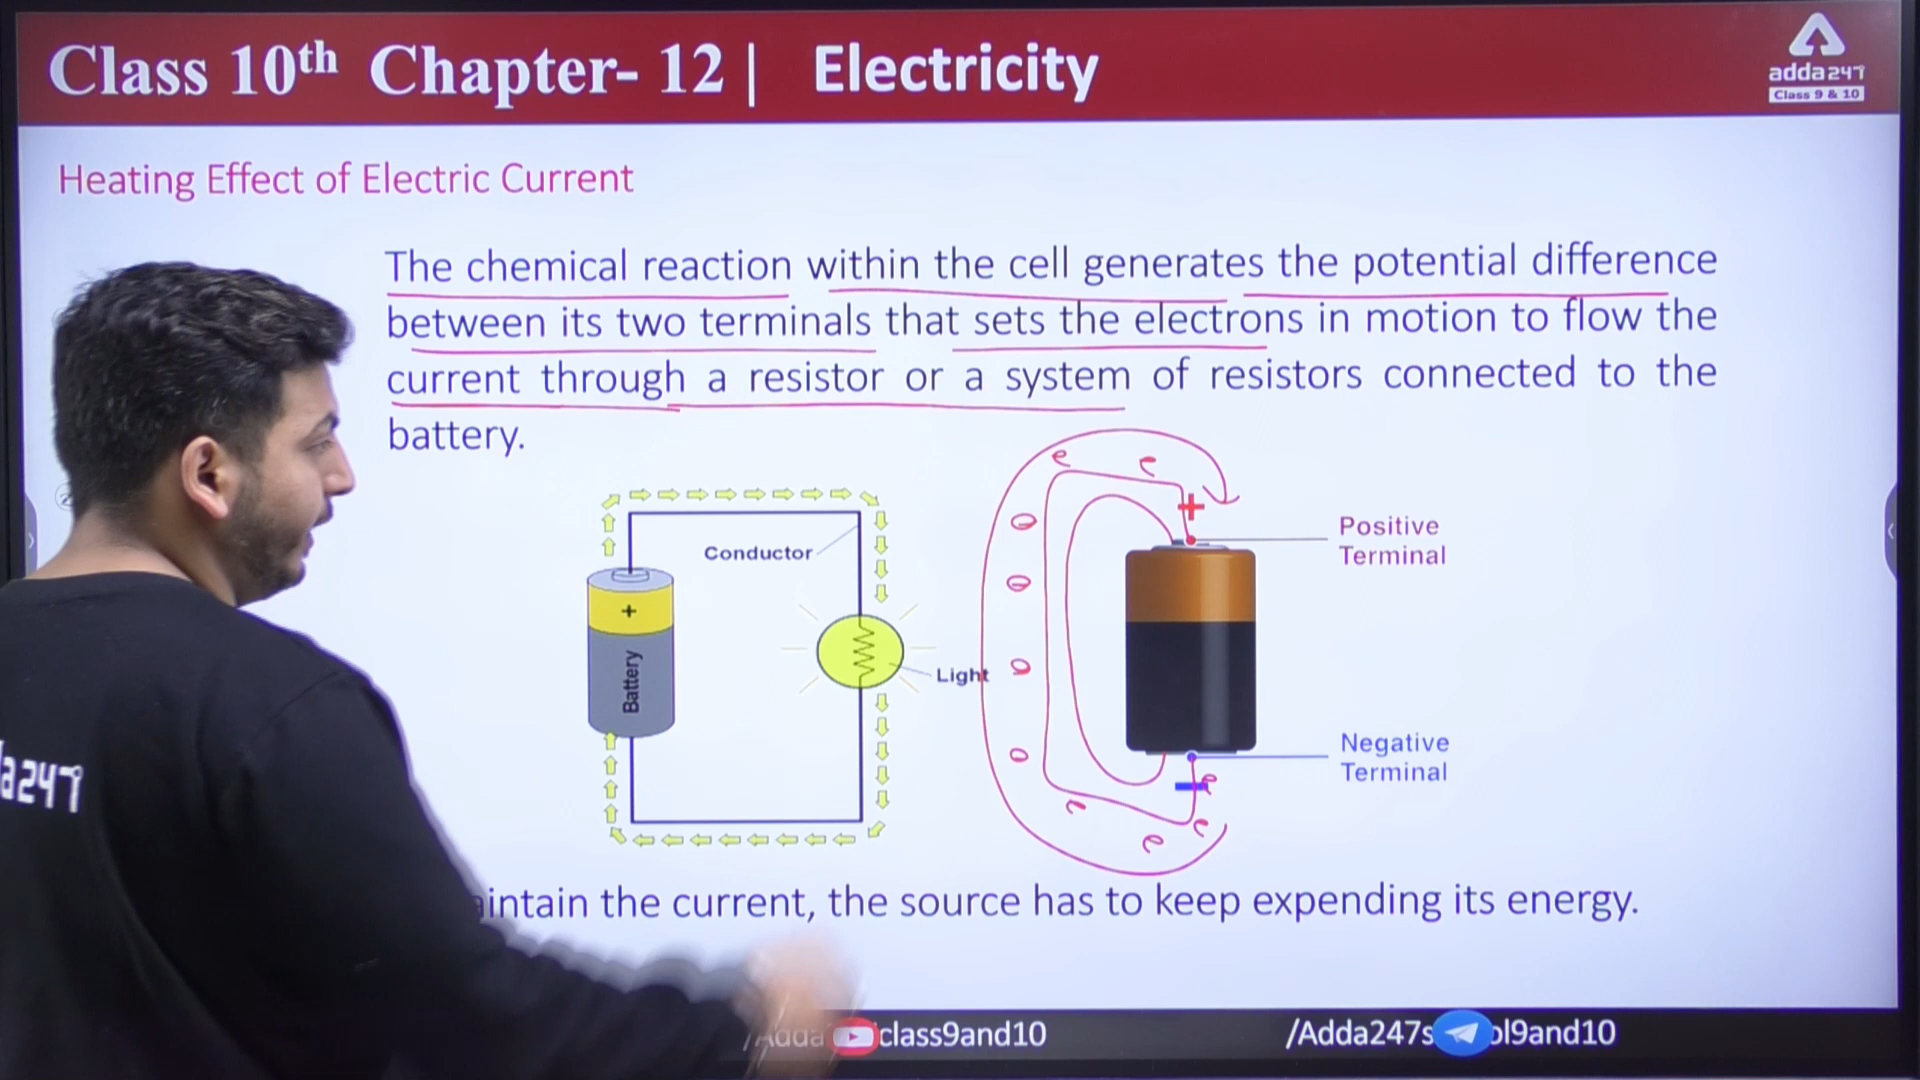 Class 10th Chapter- 12 | Electricity
adda247
Class 9 & 10
Heating Effect of Electric Current
The chemical reaction within the cell generates the potential difference
between its two terminals that sets the electrons in motion to flow the
current through a resistor or a system of resistors connected to the
battery.
e e
+
Positive
Terminal
Conductor
+
Battery
Light
Negative
Terminal
e
e
e
the current, the source has to keep expending its energy.
a247
class9and10
/Adda247s